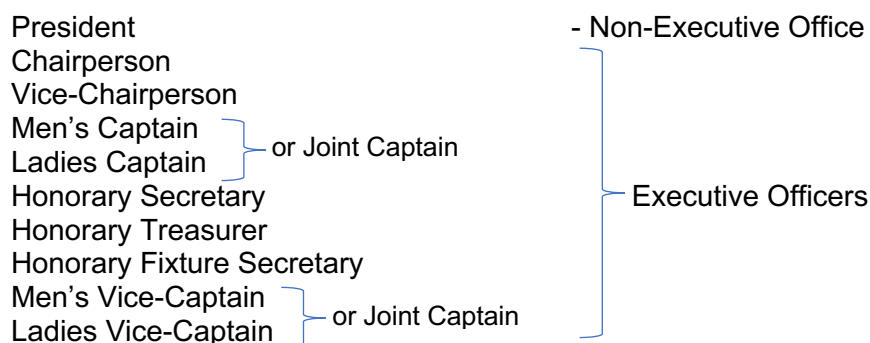 President - Non-Executive Office
Chairperson
Vice-Chairperson
Men’s Captain
or Joint Captain
Ladies Captain
Honorary Secretary Executive Officers
Honorary Treasurer
Honorary Fixture Secretary
Men’s Vice-Captain
or Joint Captain
Ladies Vice-Captain